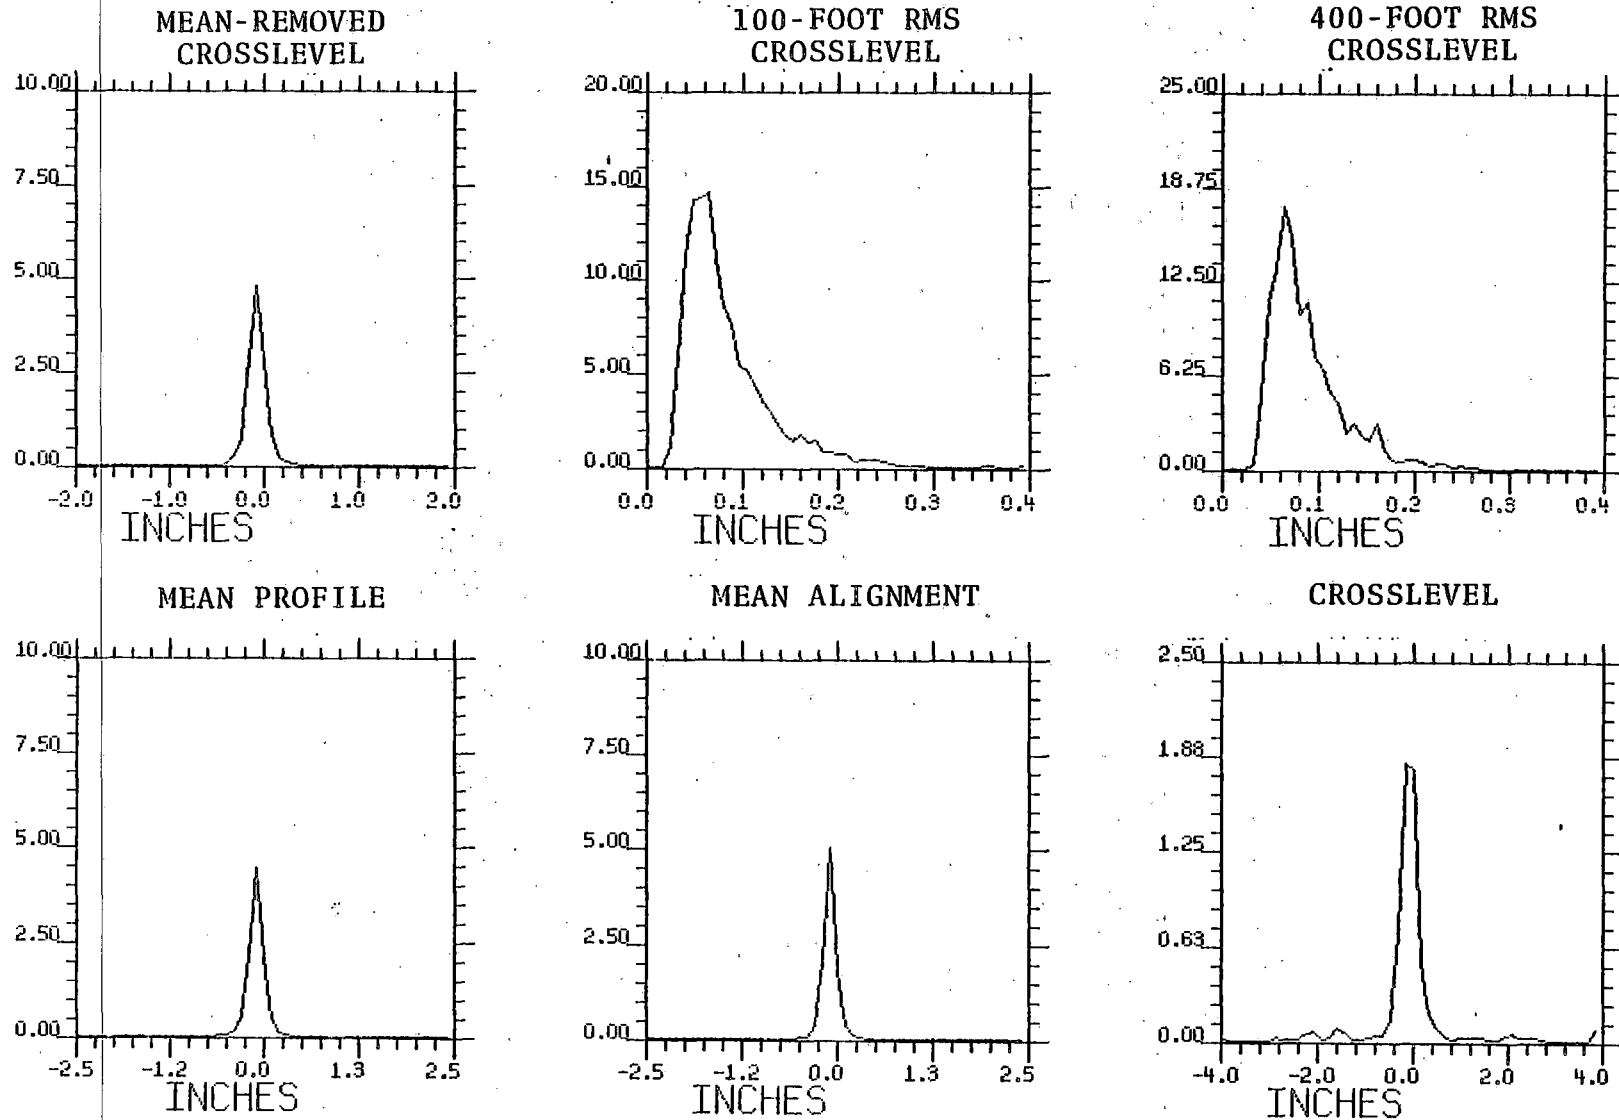 MEAN-REMOVED
CROSSLEVEL
10.00
7.50
5.00
2.50
0.00
-2.0 -1.0 0.0 1.0 2.0
INCHES
100-FOOT RMS
CROSSLEVEL
20.00
15.00
10.00
5.00
0.00
0.0 0.1 0.2 0.3 0.4
INCHES
400-FOOT RMS
CROSSLEVEL
25.00
18.75
12.50
6.25
0.00
0.0 0.1 0.2 0.3 0.4
INCHES
MEAN PROFILE
10.00
7.50
5.00
2.50
0.00
-2.5 -1.2 0.0 1.3 2.5
INCHES
MEAN ALIGNMENT
10.00
7.50
5.00
2.50
0.00
-2.5 -1.2 0.0 1.3 2.5
INCHES
CROSSLEVEL
2.50
1.88
1.25
0.63
0.00
-4.0 -2.0 0.0 2.0 4.0
INCHES